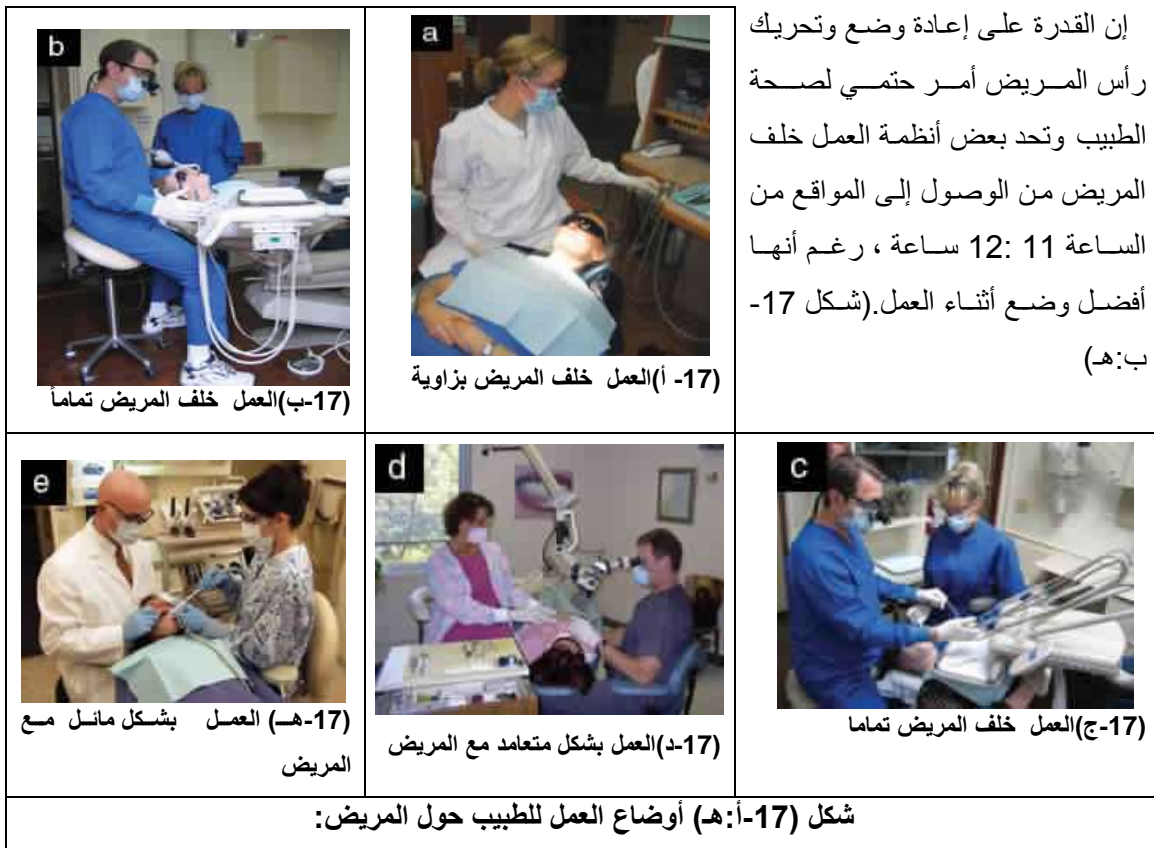 إن القدرة على إعادة وضع وتحريك
رأس المريض أمر حتمي لصحة
الطبيب وتحد بعض أنظمة العمل خلف
المريض من الوصول إلى المواقع من
الساعة 11 :12 ساعة ، رغم أنها
أفضل وضع أثناء العمل.(شكل 17-
ب:هـ)
a
(17- أ)العمل خلف المريض بزاوية
b
(17-ب)العمل خلف المريض تماماً
c
(17-ج)العمل خلف المريض تماما
d
(17-د)العمل بشكل متعامد مع المريض
e
(17-هـ) العمل بشكل مائل مع
المريض
شكل (17-أ:هـ) أوضاع العمل للطبيب حول المريض: